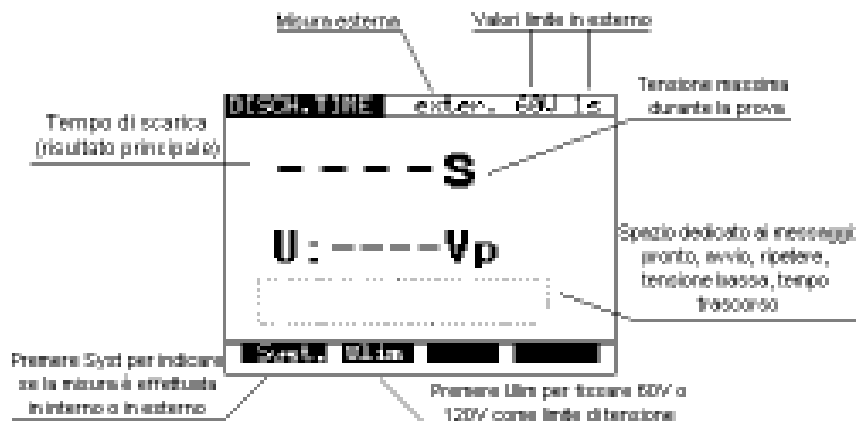 Misura esterna
Valori limite in esterno
Tensione massima
durante la prova
DISCH.TIME exter. 60V 1s
Tempo di scarica
(risultato principale)
----S
U:----Vp
Spazio dedicato ai messaggi:
pronto, avvio, ripetere,
tensione bassa, tempo
trascorso
Syst. Ulim
Premere Syst per indicare
se la misura è effettuata
in interno o in esterno
Premere Ulim per fissare 60V o
120V come limite di tensione